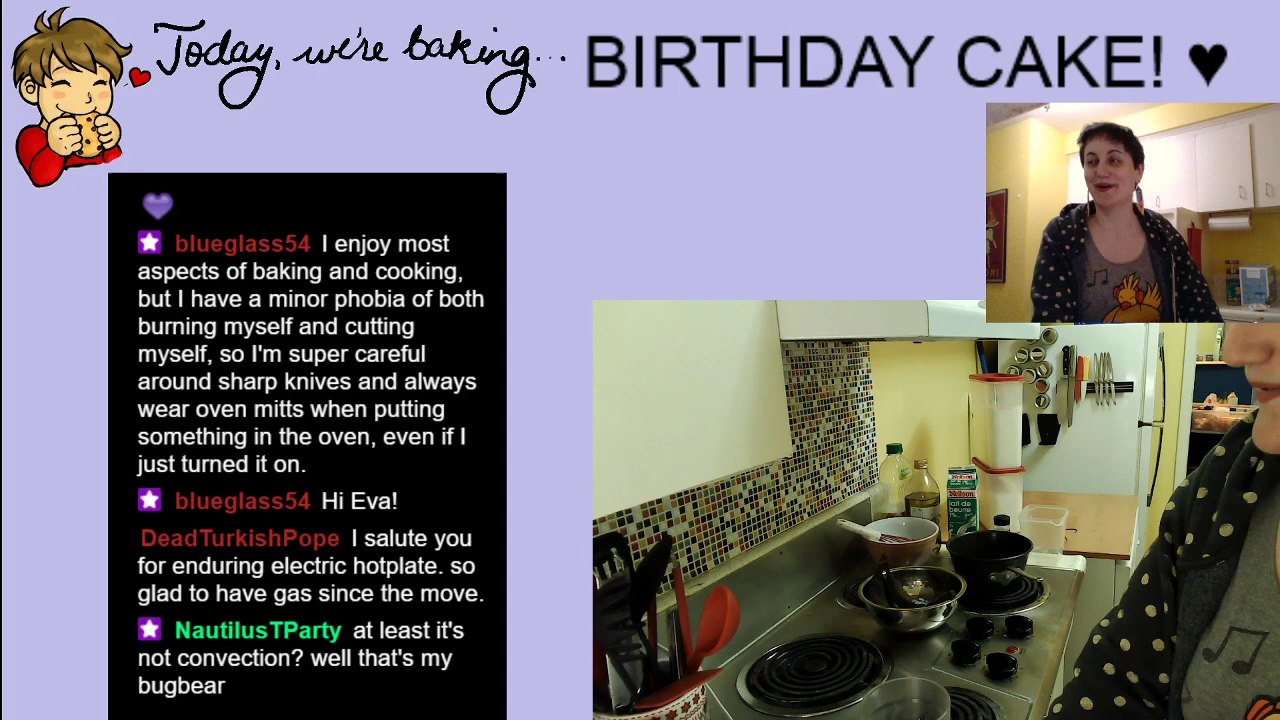 Today, we're baking... BIRTHDAY CAKE! ♥
blueglass54 I enjoy most
aspects of baking and cooking,
but I have a minor phobia of both
burning myself and cutting
myself, so I'm super careful
around sharp knives and always
wear oven mitts when putting
something in the oven, even if I
just turned it on.
blueglass54 Hi Eva!
DeadTurkishPope I salute you
for enduring electric hotplate. so
glad to have gas since the move.
NautilusTParty at least it's
not convection? well that's my
bugbear
Neilson
lait de
beurre